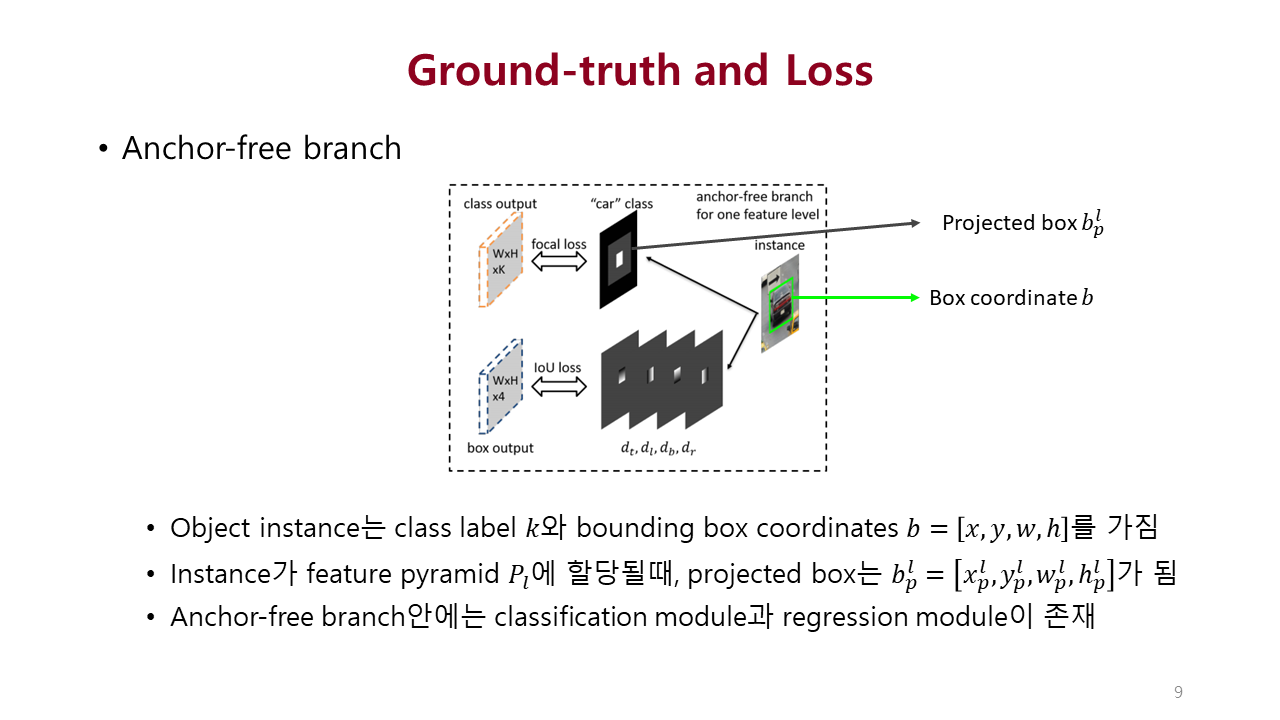 Ground-truth and Loss
• Anchor-free branch
class output
“car” class
anchor-free branch
for one feature level
focal loss
WxH
xK
instance
Projected box $b_p^l$
Box coordinate $b$
IoU loss
WxH
x4
box output
$d_t, d_l, d_b, d_r$
• Object instance는 class label $k$와 bounding box coordinates $b = [x, y, w, h]$를 가짐
• Instance가 feature pyramid $P_l$에 할당될때, projected box는 $b_p^l = [x_p^l, y_p^l, w_p^l, h_p^l]$가 됨
• Anchor-free branch안에는 classification module과 regression module이 존재
9